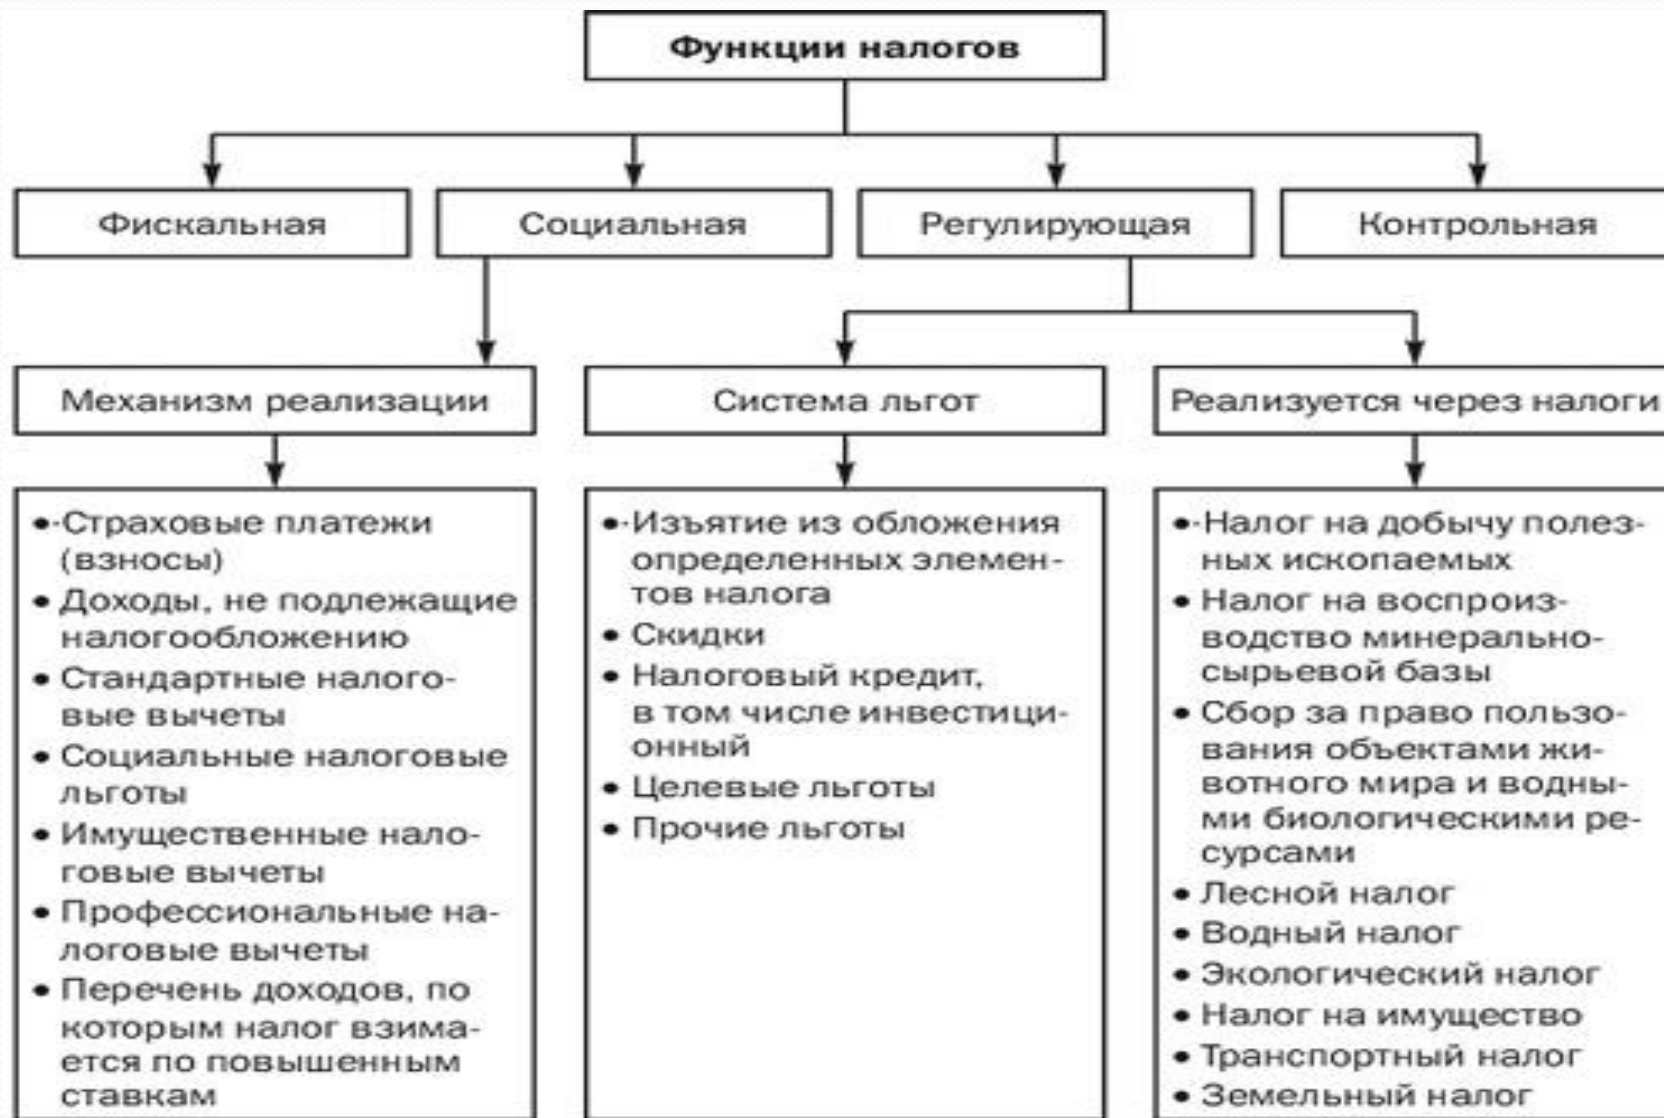 Функции налогов
Фискальная
Социальная
Регулирующая
Контрольная
Механизм реализации
Система льгот
Реализуется через налоги
•·Страховые платежи
(взносы)
• Доходы, не подлежащие
налогообложению
• Стандартные налого-
вые вычеты
• Социальные налоговые
льготы
• Имущественные нало-
говые вычеты
• Профессиональные на-
логовые вычеты
• Перечень доходов, по
которым налог взима-
ется по повышенным
ставкам
•·Изъятие из обложения
определенных элемен-
тов налога
• Скидки
• Налоговый кредит,
в том числе инвестици-
онный
• Целевые льготы
• Прочие льготы
•·Налог на добычу полез-
ных ископаемых
• Налог на воспроиз-
водство минерально-
сырьевой базы
• Сбор за право пользо-
вания объектами жи-
вотного мира и водны-
ми биологическими ре-
сурсами
• Лесной налог
• Водный налог
• Экологический налог
• Налог на имущество
• Транспортный налог
• Земельный налог